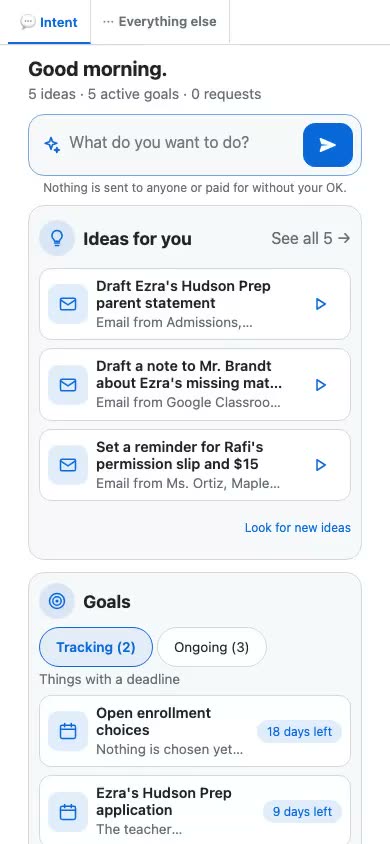 Intent
Everything else
Good morning.
5 ideas · 5 active goals · 0 requests
What do you want to do?
Nothing is sent to anyone or paid for without your OK.
Ideas for you
See all 5 →
Draft Ezra's Hudson Prep
parent statement
Email from Admissions,...
Draft a note to Mr. Brandt
about Ezra's missing mat...
Email from Google Classroo...
Set a reminder for Rafi's
permission slip and $15
Email from Ms. Ortiz, Maple...
Look for new ideas
Goals
Tracking (2)
Ongoing (3)
Things with a deadline
Open enrollment
choices
Nothing is chosen yet...
18 days left
Ezra's Hudson Prep
application
The teacher...
9 days left